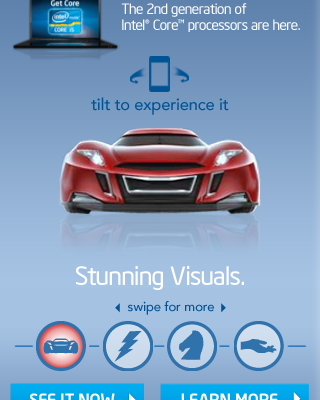 Get Core
intel
CORE i5
The 2nd generation of
Intel® Core™ processors are here.
tilt to experience it
Stunning Visuals.
swipe for more
SEE IT NOW
LEARN MORE